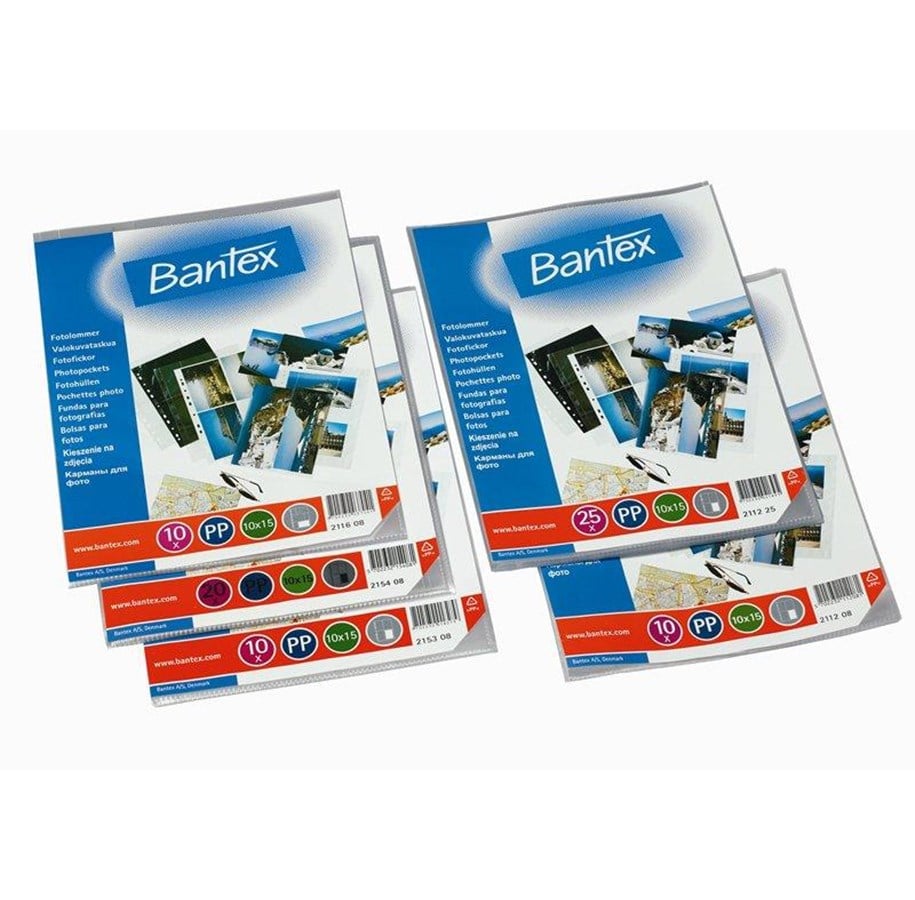 Bantex
Fotolommer
Valokuvataskua
Fotofickor
Photopockets
Fotohüllen
Pochettes photo
Fundas para
fotografias
Bolsas para
fotos
Kieszenie na
zdjęcia
Карманы для
фото
www.bantex.com
10x
PP
10x15
2116 08
Bantex A/S, Denmark
www.bantex.com
20x
PP
10x15
2154 08
Bantex A/S, Denmark
www.bantex.com
10x
PP
10x15
2153 08
Bantex A/S, Denmark
Bantex
Fotolommer
Valokuvataskua
Fotofickor
Photopockets
Fotohüllen
Pochettes photo
Fundas para
fotografias
Bolsas para
fotos
Kieszenie na
zdjęcia
Карманы для
фото
www.bantex.com
25x
PP
10x15
2112 25
Bantex A/S, Denmark
фото
www.bantex.com
10x
PP
10x15
2112 08
Bantex A/S, Denmark